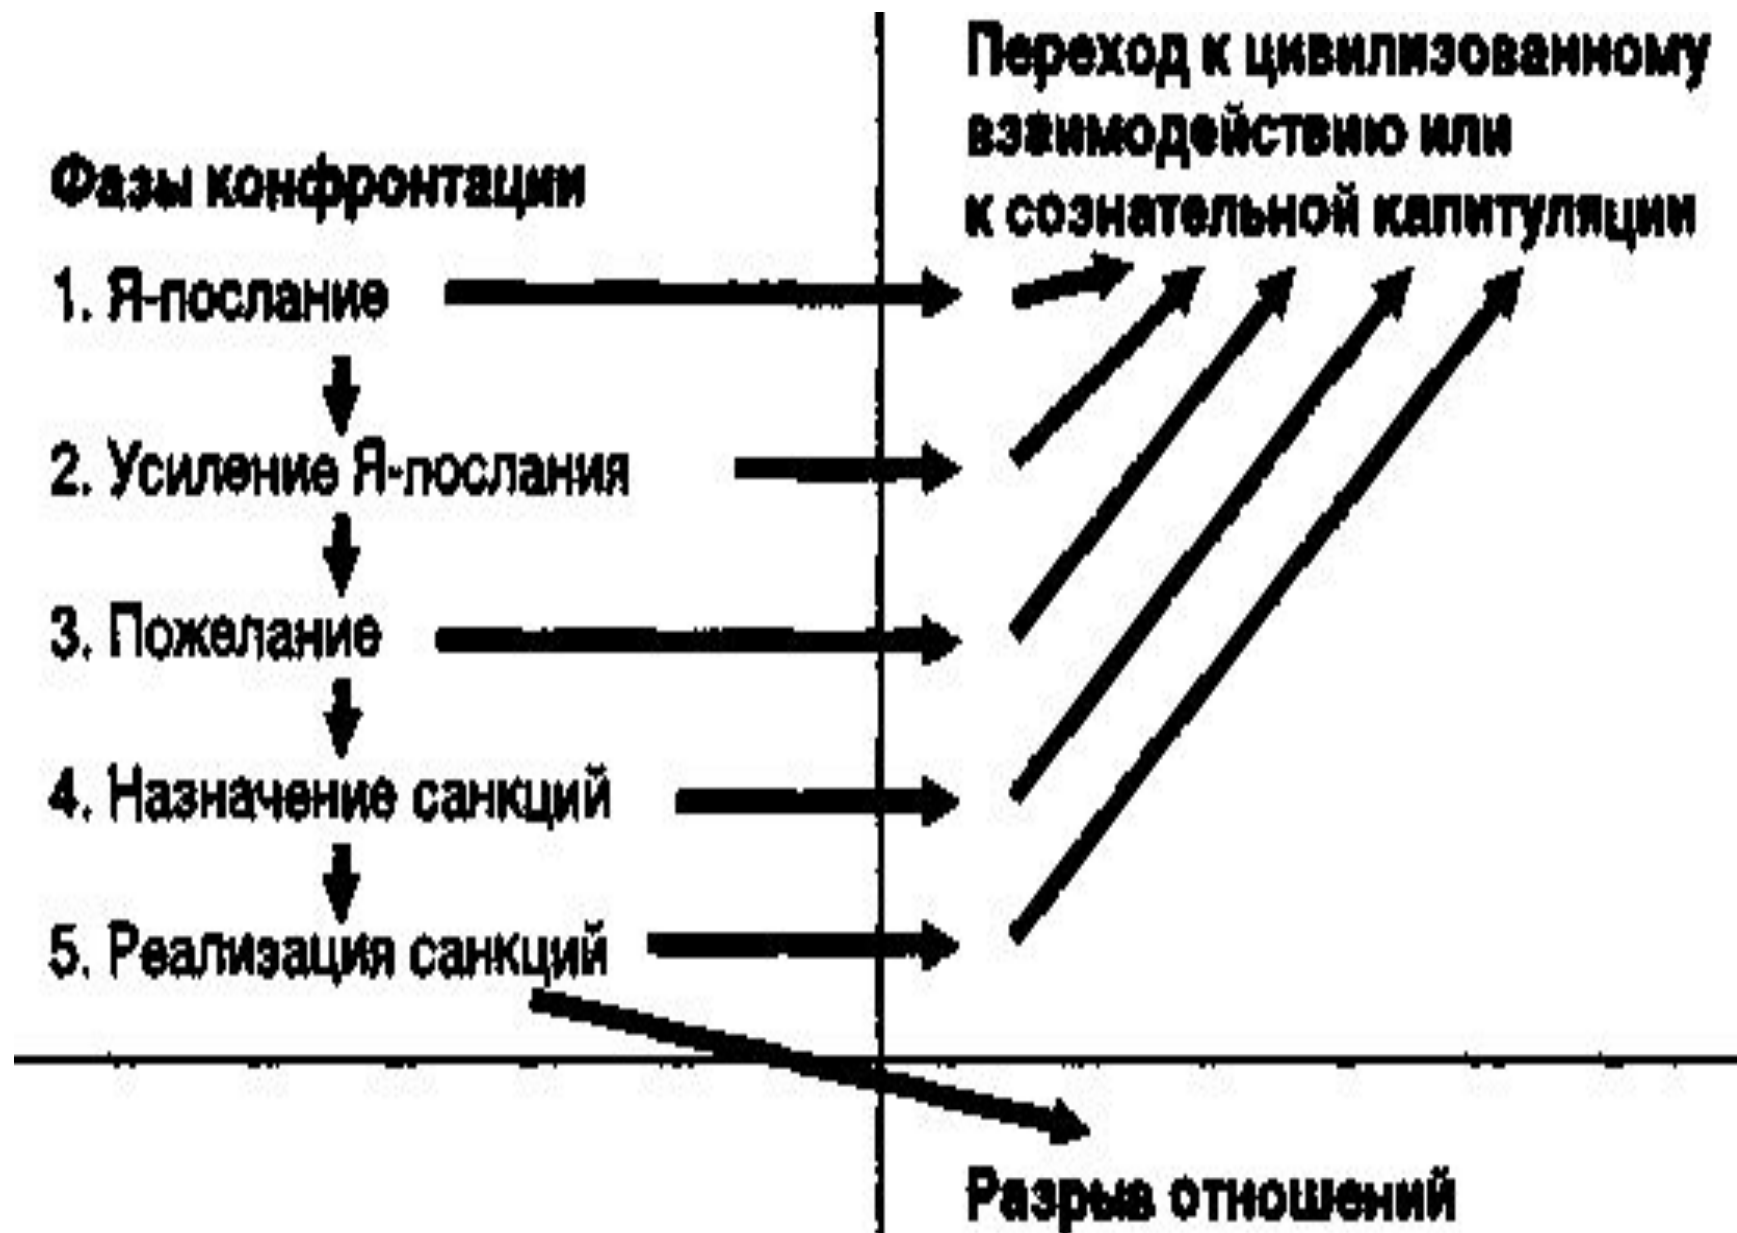 Переход к цивилизованному
взаимодействию или
к сознательной капитуляции
Фазы конфронтации
1. Я-послание
2. Усиление Я-послания
3. Пожелание
4. Назначение санкций
5. Реализация санкций
Разрыв отношений